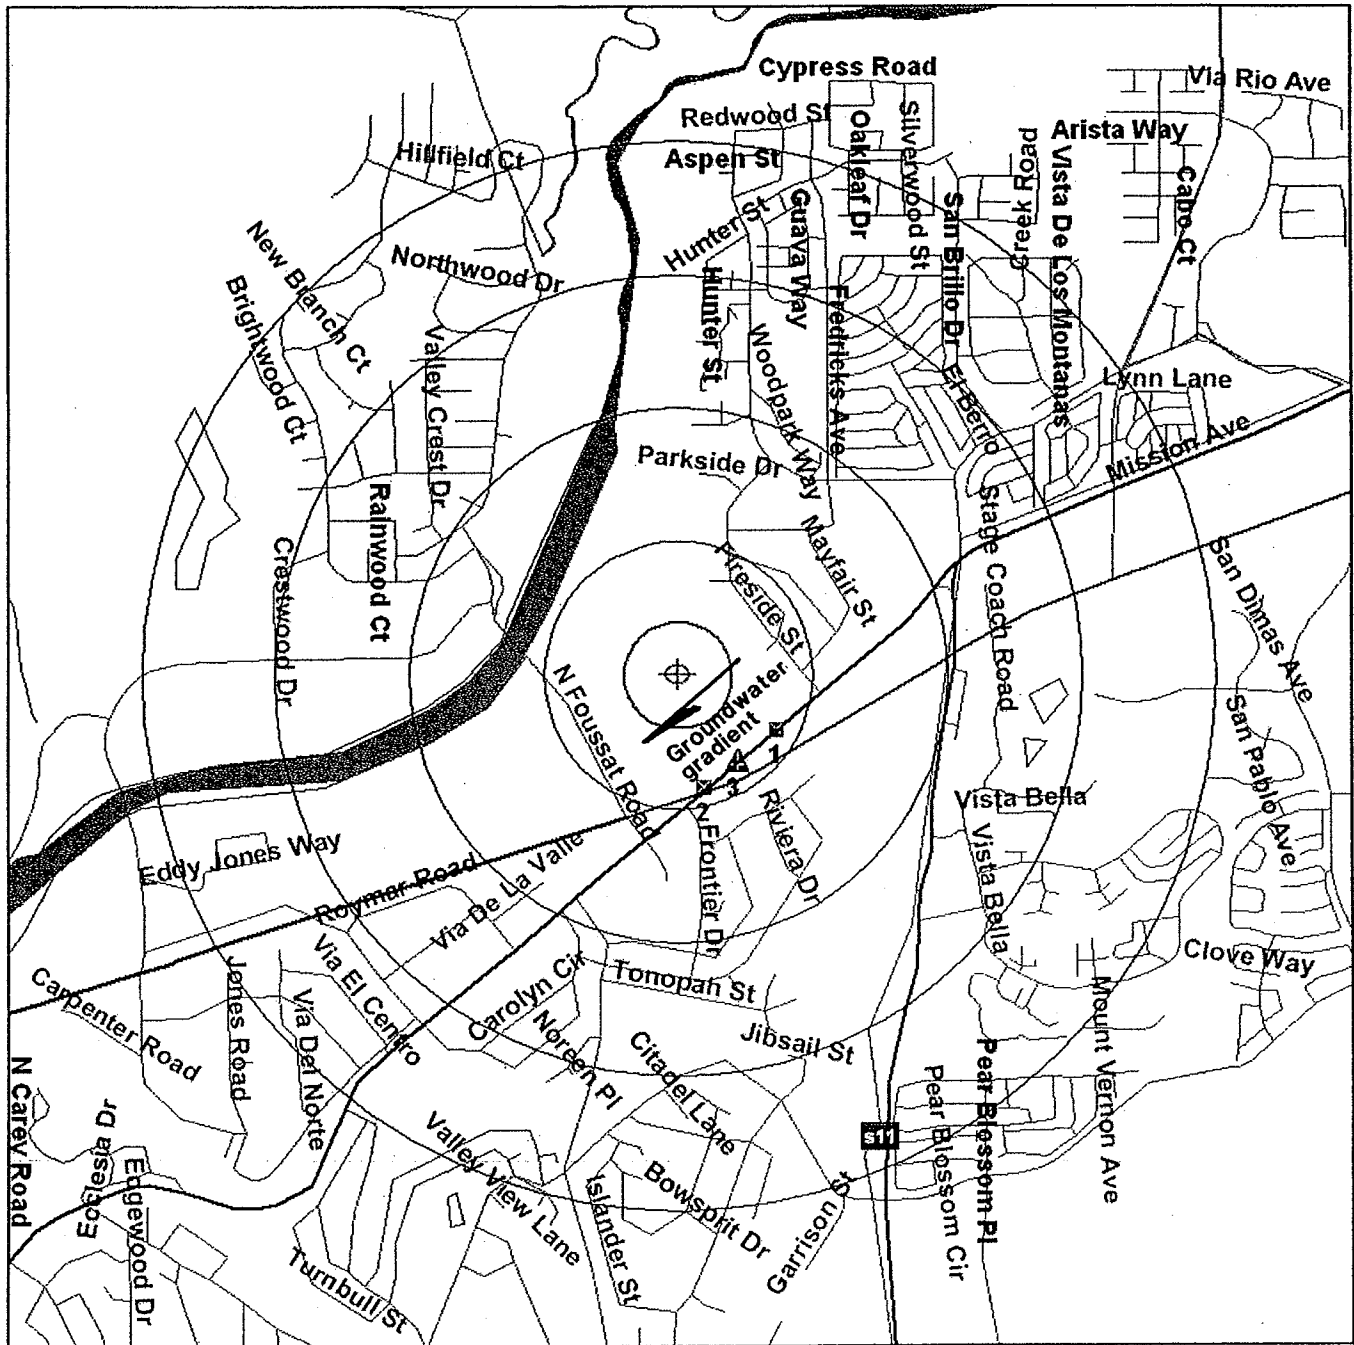 Cypress Road
Via Rio Ave
Redwood St
Oakleaf Dr
Silverwood St
Creek Road
Arista Way
Hillfield Ct
Aspen St
Vista De Los Montanas
Cabo Ct
Guava Way
San Brillo Dr
Hunter St
New Branch Ct
Northwood Dr
Hunter St
Brightwood Ct
Fredricks Ave
Valley Crest Dr
Woodpark Way
El Berro
Lynn Lane
Mission Ave
Parkside Dr
Rainwood Ct
Stage Coach Road
Mayfair St
Crestwood Dr
Fireside St
San Dimas Ave
N Foussat Road
Groundwater
gradient
San Pablo Ave
1
3
2
Riviera Dr
Vista Bella
Eddy Jones Way
N Frontier Dr
Vista Bella
Roymar Road
Via De La Valle
Via El Centro
Clove Way
Jones Road
Carolyn Cir
Tonopah St
Carpenter Road
Via Del Norte
Noreen Pl
Jibsail St
Mount Vernon Ave
Citadel Lane
Pear Blossom Pl
N Carey Road
Pear Blossom Cir
Ecclesia Dr
Valley View Lane
S11
Edgewood Dr
Islander St
Bowsprit Dr
Garrison St
Turnbull St